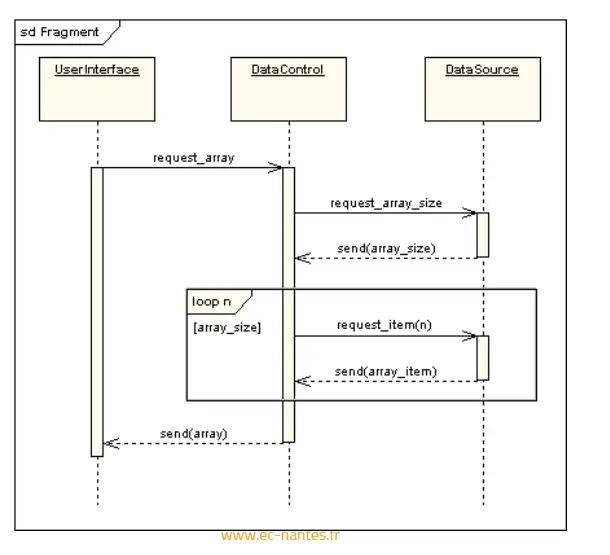 sd Fragment
UserInterface
DataControl
DataSource
request_array
request_array_size
send(array_size)
loop n
[array_size]
request_item(n)
send(array_item)
send(array)
www.ec-nantes.fr